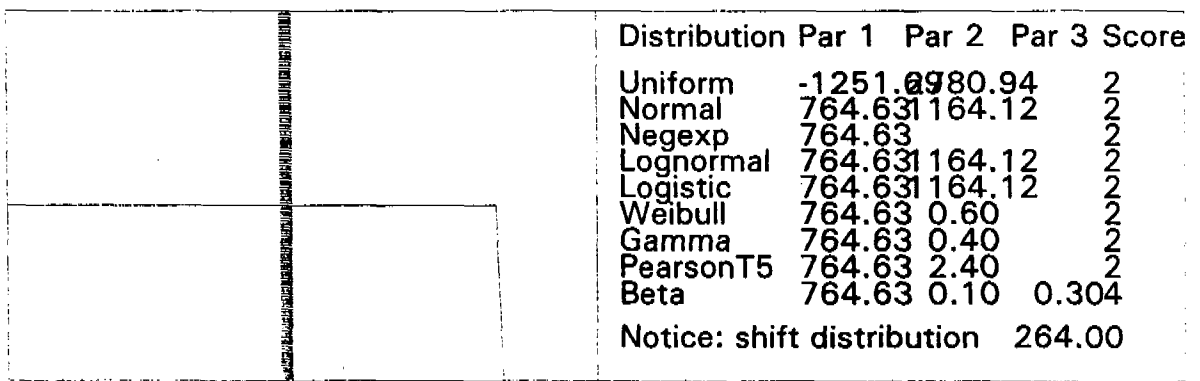 Distribution Par 1 Par 2 Par 3 Score
Uniform -1251.69 2780.94 2
Normal 764.63 1164.12 2
Negexp 764.63 2
Lognormal 764.63 1164.12 2
Logistic 764.63 1164.12 2
Weibull 764.63 0.60 2
Gamma 764.63 0.40 2
PearsonT5 764.63 2.40 2
Beta 764.63 0.10 0.304
Notice: shift distribution 264.00